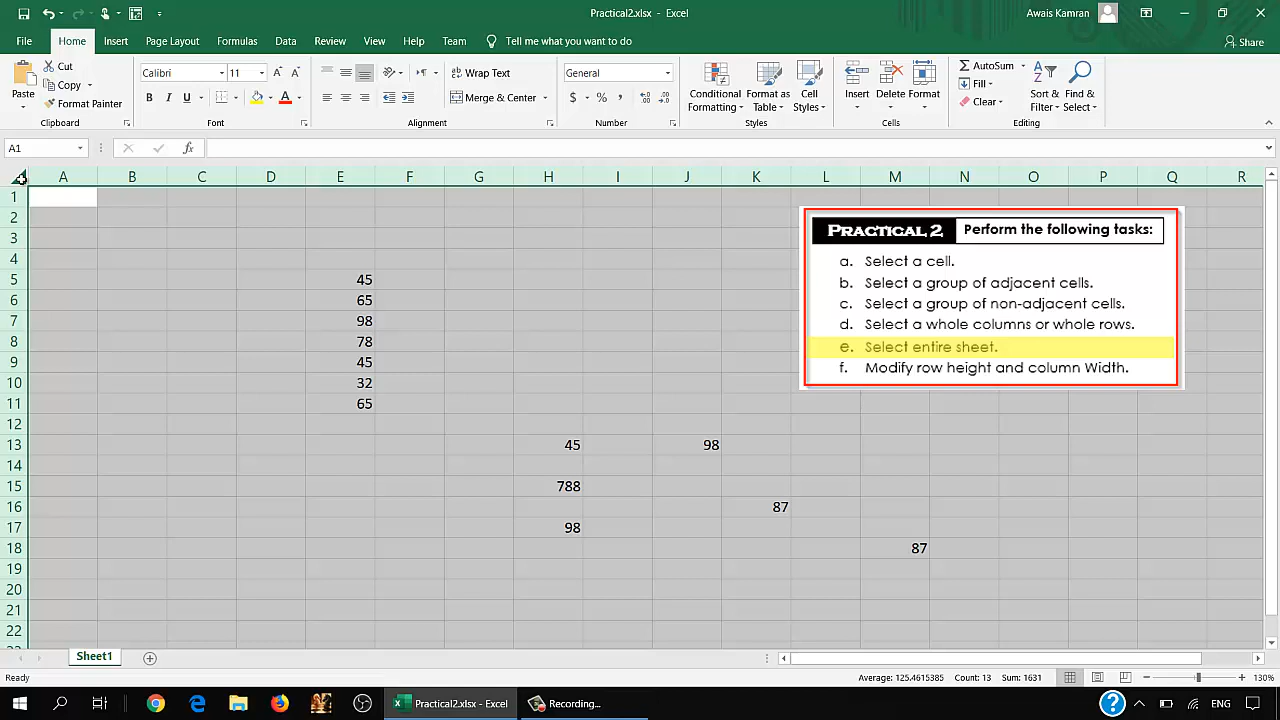 Practical2.xlsx - Excel
Awais Kamran
File Home Insert Page Layout Formulas Data Review View Help Team Tell me what you want to do Share
Paste Cut Copy Format Painter Clipboard
Calibri 11 A A B I U A Font
Wrap Text Merge & Center Alignment
General $ % , Number
Conditional Formatting Format as Table Cell Styles Styles
Insert Delete Format Cells
AutoSum Fill Clear Sort & Filter Find & Select Editing
A1 fx
A B C D E F G H I J K L M N O P Q R
1
2
3
4
5 45
6 65
7 98
8 78
9 45
10 32
11 65
12
13 45 98
14
15 788
16 87
17 98
18 87
19
20
21
22
PRACTICAL 2 Perform the following tasks:
a. Select a cell.
b. Select a group of adjacent cells.
c. Select a group of non-adjacent cells.
d. Select a whole columns or whole rows.
e. Select entire sheet.
f. Modify row height and column Width.
Sheet1
Ready Average: 125.4615385 Count: 13 Sum: 1631 130%
Practical2.xlsx - Excel Recording... ENG